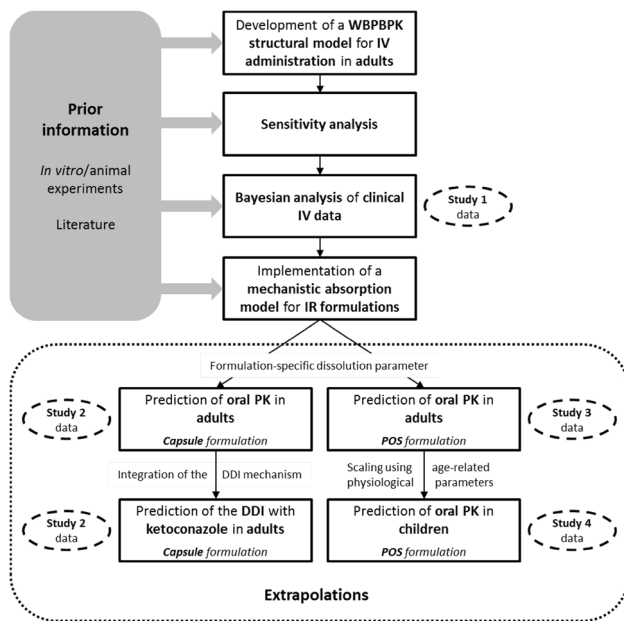 Development of a WBPBPK
structural model for IV
administration in adults
Prior
information
In vitro/animal
experiments
Literature
Sensitivity analysis
Bayesian analysis of clinical
IV data
Study 1
data
Implementation of a
mechanistic absorption
model for IR formulations
Formulation-specific dissolution parameter
Study 2
data
Prediction of oral PK in
adults
Capsule formulation
Prediction of oral PK in
adults
POS formulation
Study 3
data
Integration of the DDI mechanism
Scaling using age-related
physiological parameters
Study 2
data
Prediction of the DDI with
ketoconazole in adults
Capsule formulation
Prediction of oral PK in
children
POS formulation
Study 4
data
Extrapolations